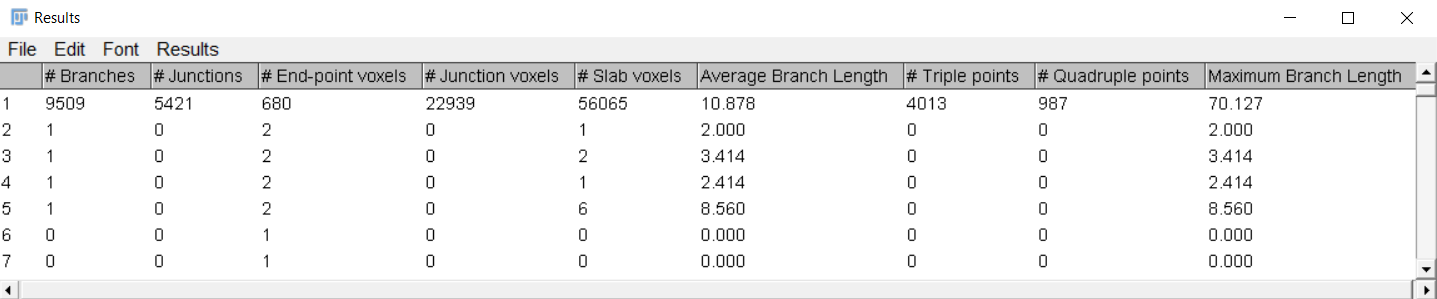 Results
File Edit Font Results
# Branches # Junctions # End-point voxels # Junction voxels # Slab voxels Average Branch Length # Triple points # Quadruple points Maximum Branch Length
1 9509 5421 680 22939 56065 10.878 4013 987 70.127
2 1 0 2 0 1 2.000 0 0 2.000
3 1 0 2 0 2 3.414 0 0 3.414
4 1 0 2 0 1 2.414 0 0 2.414
5 1 0 2 0 6 8.560 0 0 8.560
6 0 0 1 0 0 0.000 0 0 0.000
7 0 0 1 0 0 0.000 0 0 0.000